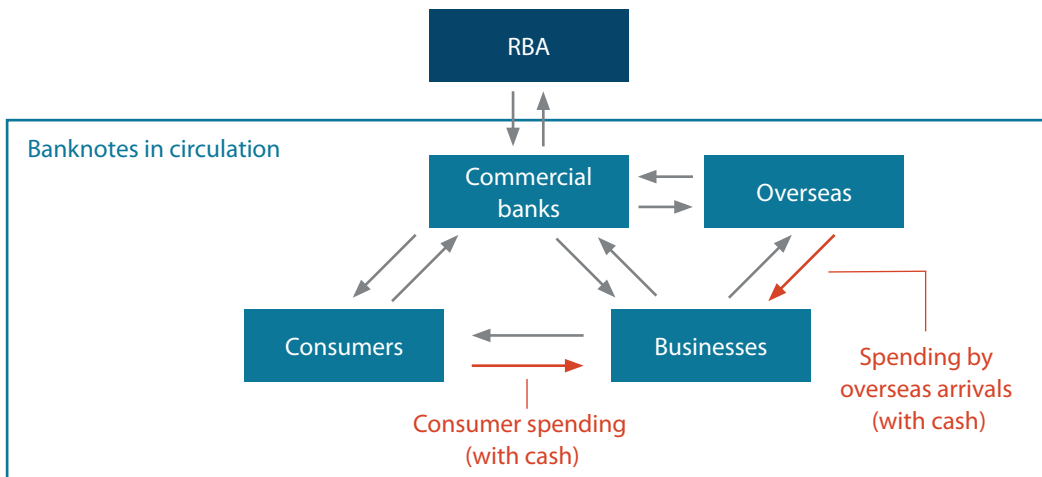 RBA
Banknotes in circulation
Commercial
banks
Overseas
Consumers
Businesses
Consumer spending
(with cash)
Spending by
overseas arrivals
(with cash)